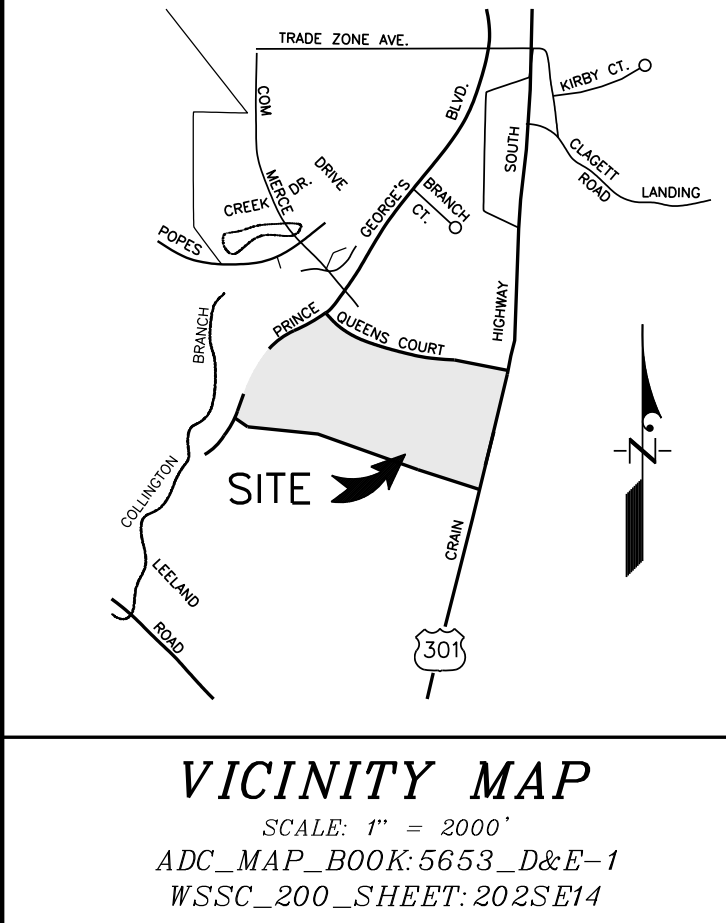 TRADE ZONE AVE.
KIRBY CT.
COM
MERCE
DRIVE
BLVD.
SOUTH
CLAGETT
ROAD
LANDING
CREEK DR.
GEORGE'S
BRANCH
CT.
POPES
PRINCE
QUEENS COURT
HIGHWAY
BRANCH
-N-
SITE
COLLINGTON
CRAIN
LEELAND
ROAD
301
VICINITY MAP
SCALE: 1" = 2000'
ADC_MAP_BOOK:5653_D&E-1
WSSC_200_SHEET:202SE14